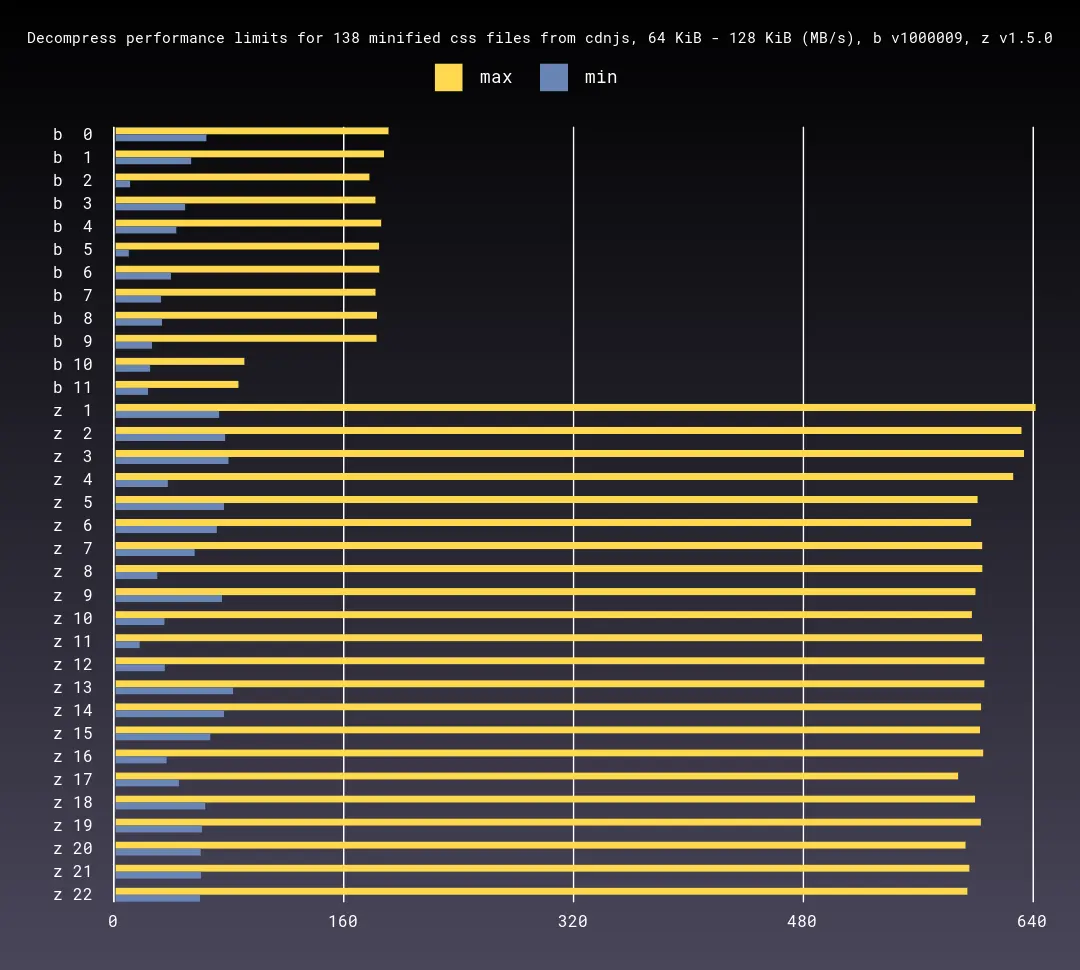 Decompress performance limits for 138 minified css files from cdnjs, 64 KiB - 128 KiB (MB/s), b v1000009, z v1.5.0
max min
b 0
b 1
b 2
b 3
b 4
b 5
b 6
b 7
b 8
b 9
b 10
b 11
z 1
z 2
z 3
z 4
z 5
z 6
z 7
z 8
z 9
z 10
z 11
z 12
z 13
z 14
z 15
z 16
z 17
z 18
z 19
z 20
z 21
z 22
0 160 320 480 640